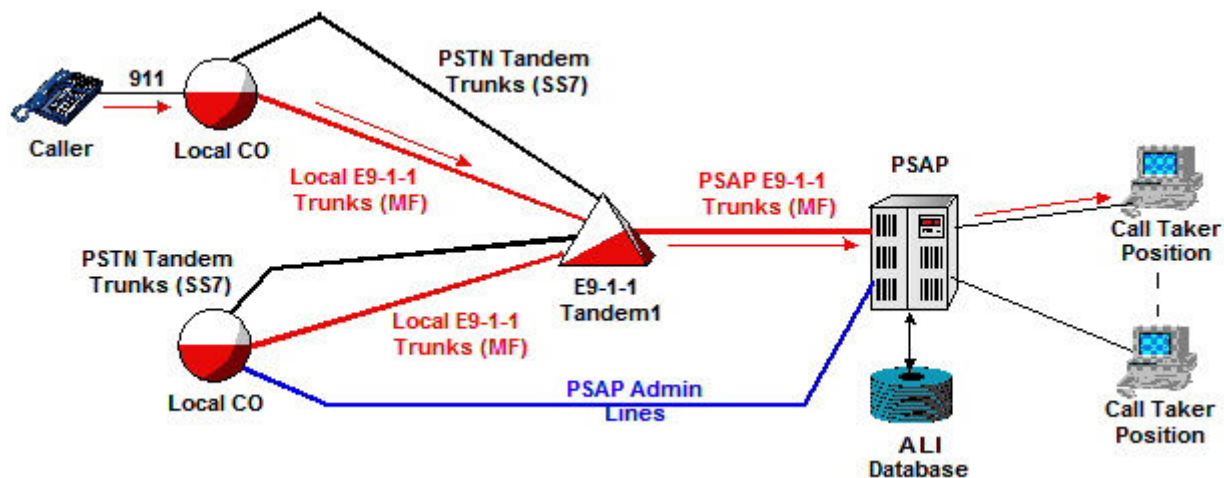 911
Caller
Local CO
PSTN Tandem
Trunks (SS7)
Local E9-1-1
Trunks (MF)
PSAP E9-1-1
Trunks (MF)
PSAP
Call Taker
Position
PSTN Tandem
Trunks (SS7)
E9-1-1
Tandem1
Local E9-1-1
Trunks (MF)
Local CO
PSAP Admin
Lines
ALI
Database
Call Taker
Position